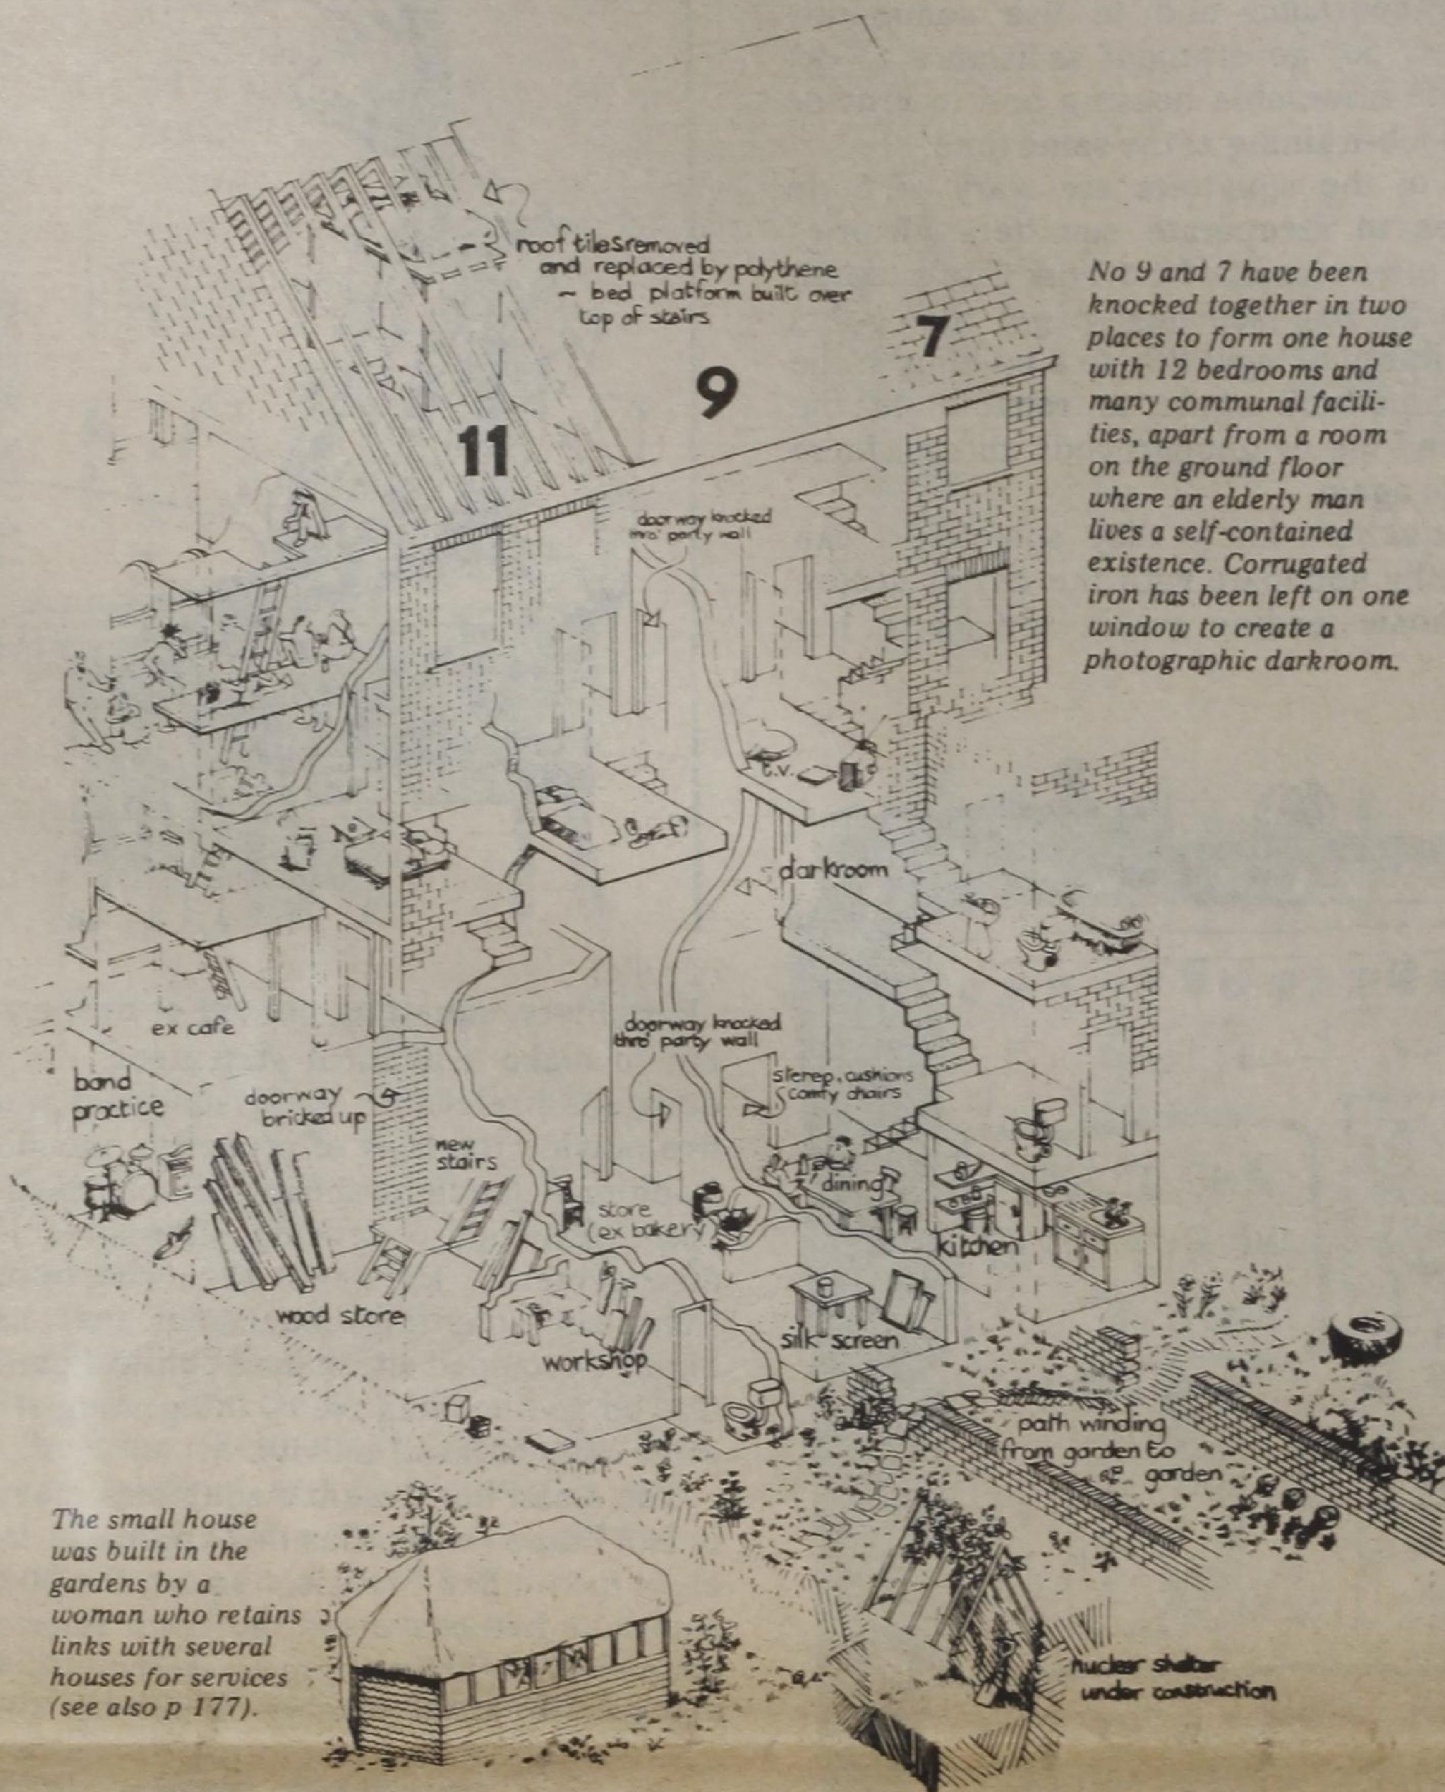 roof tiles removed
and replaced by polythene
~ bed platform built over
top of stairs
No 9 and 7 have been
knocked together in two
places to form one house
with 12 bedrooms and
many communal facili-
ties, apart from a room
on the ground floor
where an elderly man
lives a self-contained
existence. Corrugated
iron has been left on one
window to create a
photographic darkroom.
7
9
11
doorway knocked
thro' party wall
t.v.
darkroom
ex cafe
doorway knocked
thro' party wall
band
practice
doorway
bricked up
stereo, cushions
comfy chairs
new
stairs
dining
store
(ex bakery)
kitchen
wood store
workshop
silk screen
path winding
from garden to
garden
The small house
was built in the
gardens by a
woman who retains
links with several
houses for services
(see also p 177).
nuclear shelter
under construction